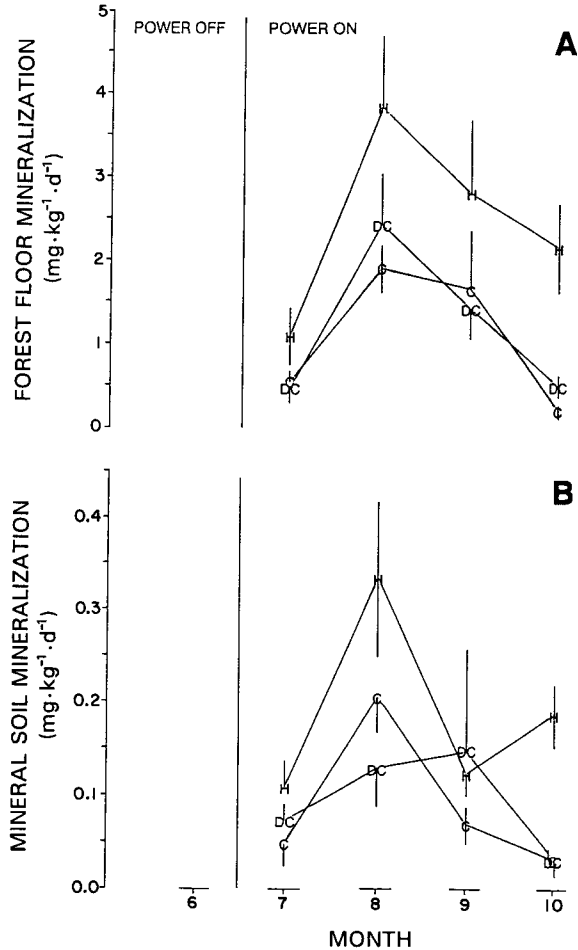 POWER OFF
POWER ON
A
FOREST FLOOR MINERALIZATION
(mg·kg⁻¹·d⁻¹)
5
4
3
2
1
0
H
H
H
H
DC
C
C
DC
C
DC
DC
C
B
MINERAL SOIL MINERALIZATION
(mg·kg⁻¹·d⁻¹)
0.4
0.3
0.2
0.1
0.0
H
H
H
H
C
DC
DC
DC
C
C
DC
6
7
8
9
10
MONTH